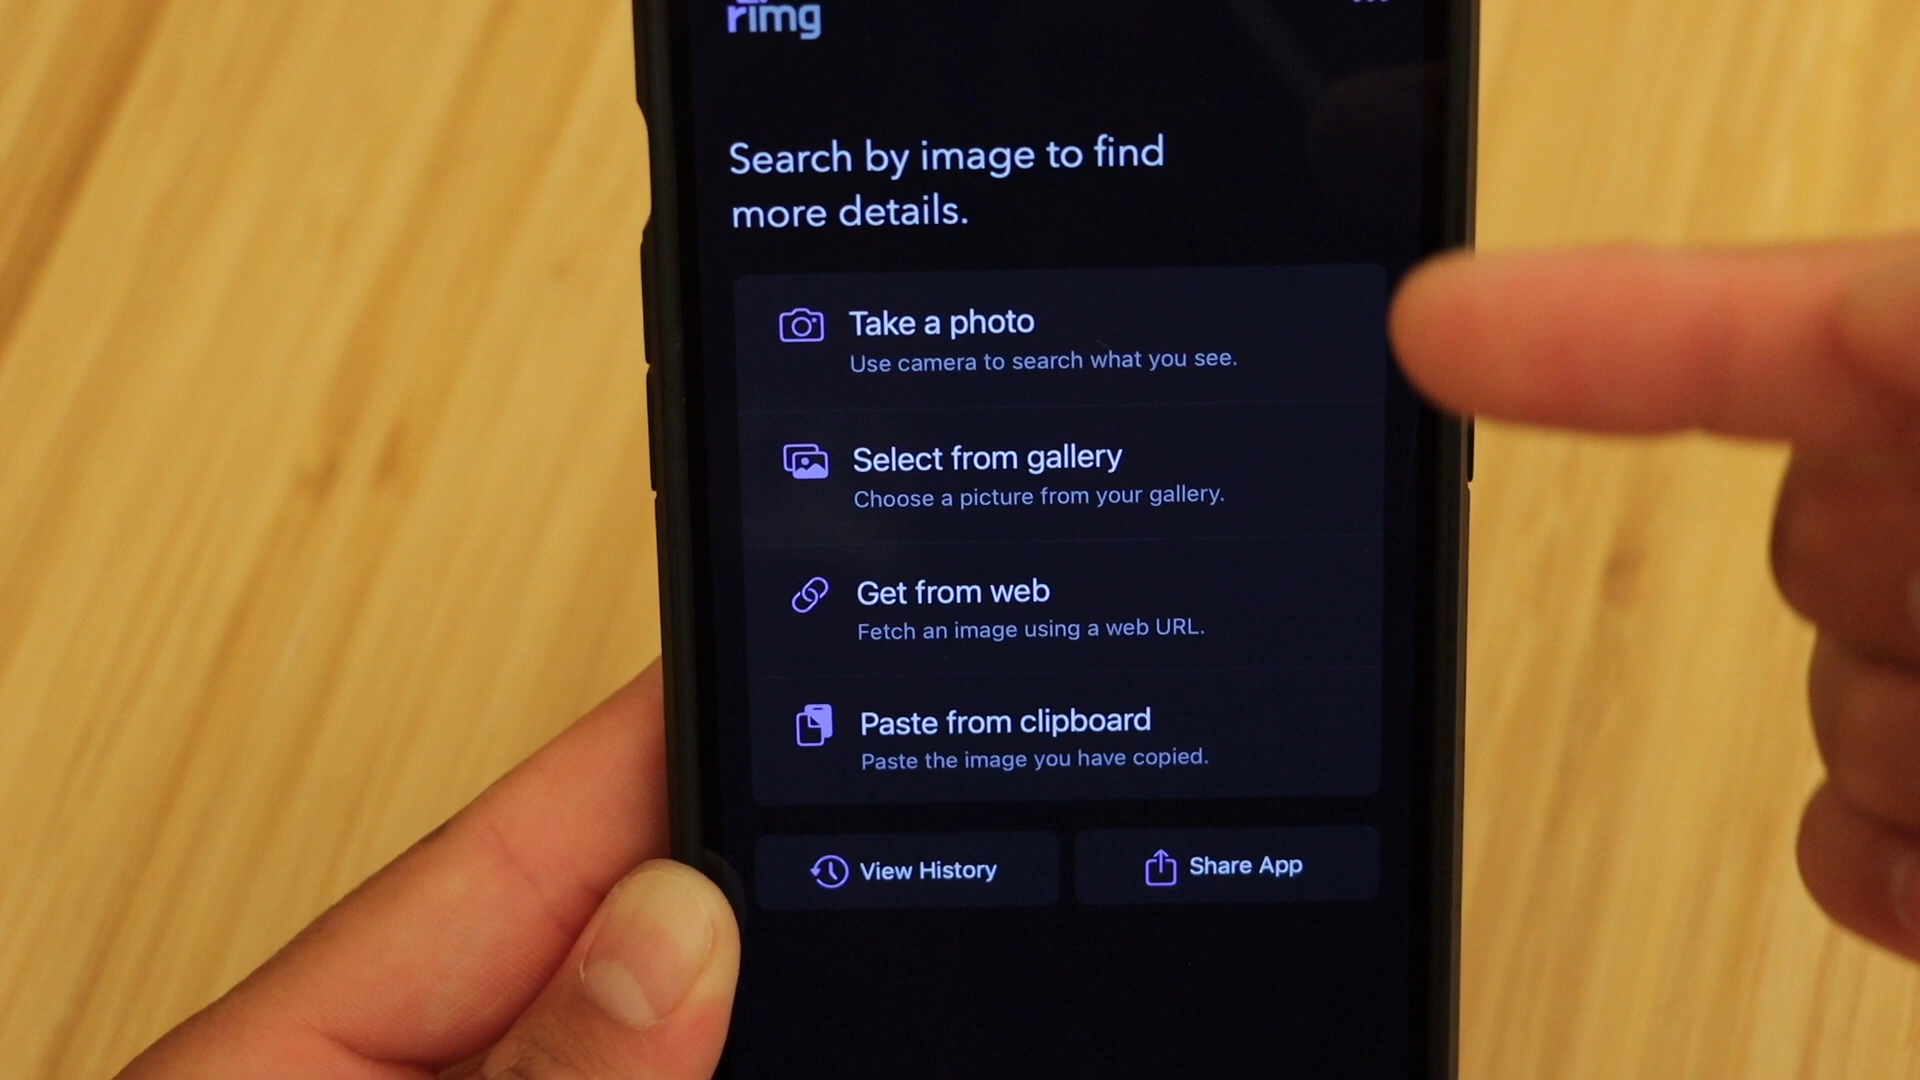 rimg
Search by image to find
more details.
Take a photo
Use camera to search what you see.
Select from gallery
Choose a picture from your gallery.
Get from web
Fetch an image using a web URL.
Paste from clipboard
Paste the image you have copied.
View History
Share App